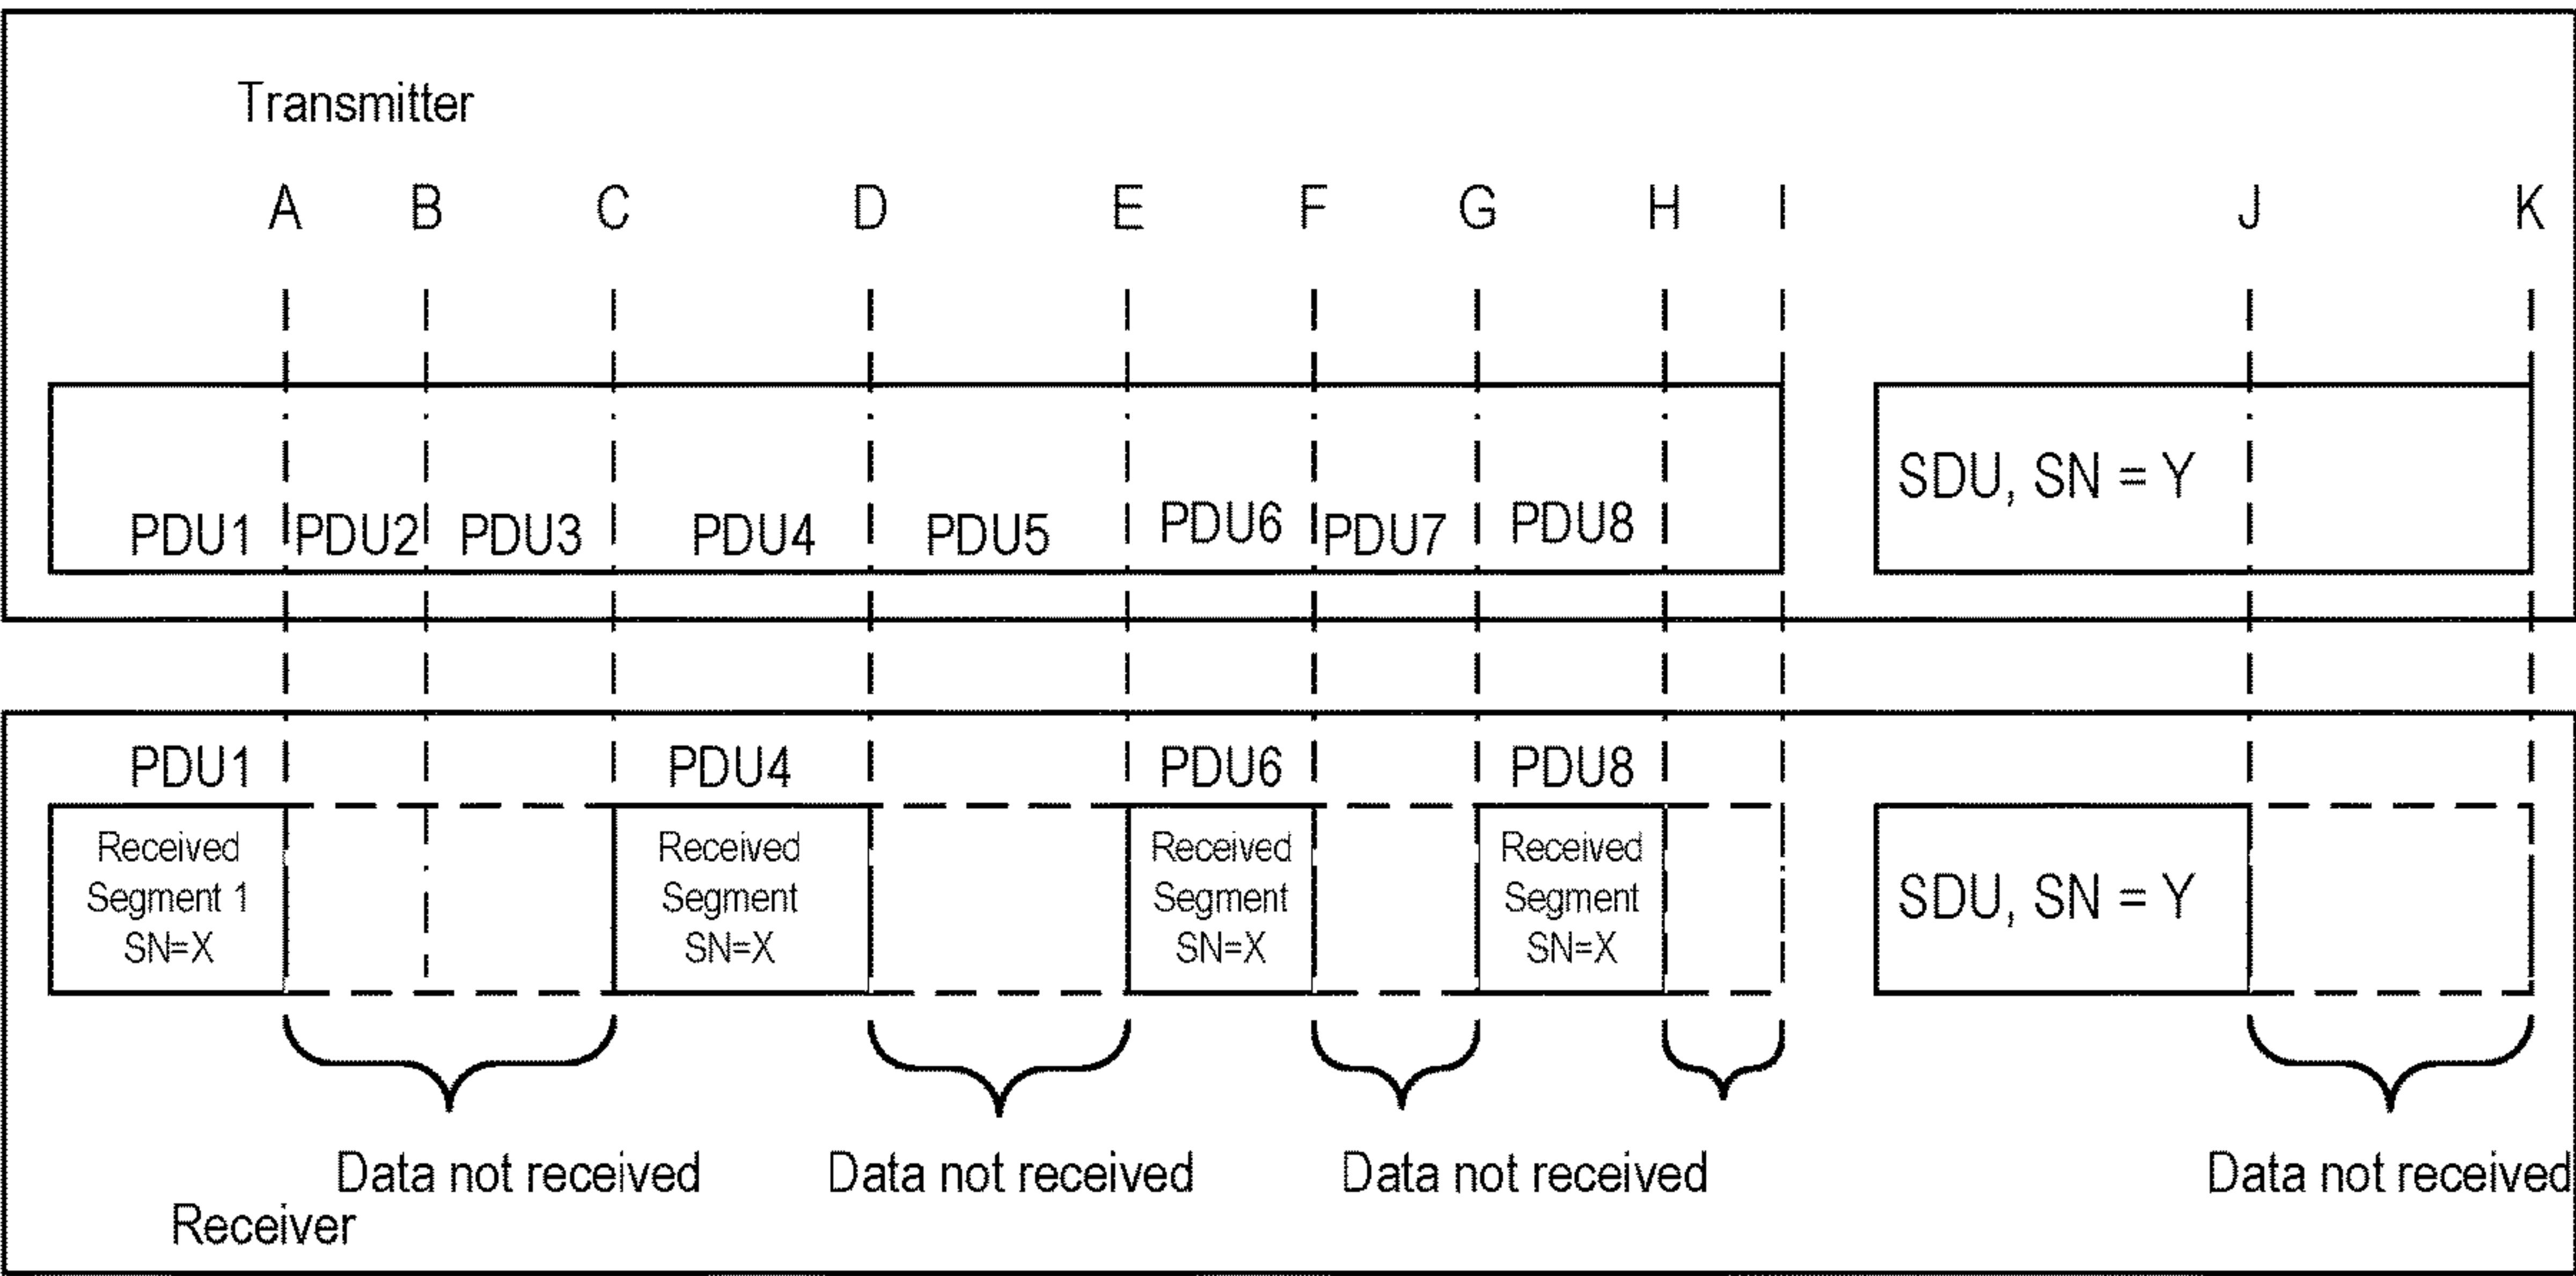 Transmitter
A B C D E F G H I J K
SDU, SN = Y
PDU1 PDU2 PDU3 PDU4 PDU5 PDU6 PDU7 PDU8
PDU1 PDU4 PDU6 PDU8
Received
Segment 1
SN=X
Received
Segment
SN=X
Received
Segment
SN=X
Received
Segment
SN=X
SDU, SN = Y
Data not received Data not received Data not received Data not received
Receiver